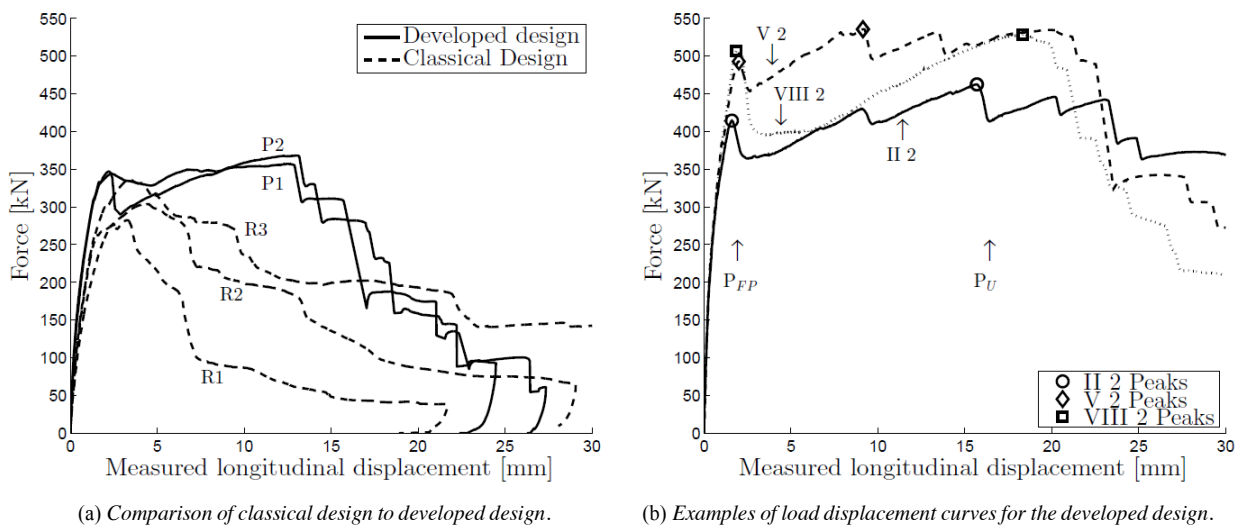 550
500
450
400
350
300
250
200
150
100
50
0
Force [kN]
Developed design
Classical Design
P2
P1
R3
R2
R1
0 5 10 15 20 25 30
Measured longitudinal displacement [mm]
(a) Comparison of classical design to developed design.
550
500
450
400
350
300
250
200
150
100
50
0
Force [kN]
V 2
VIII 2
II 2
↑ ↑
P_FP P_U
II 2 Peaks
V 2 Peaks
VIII 2 Peaks
0 5 10 15 20 25 30
Measured longitudinal displacement [mm]
(b) Examples of load displacement curves for the developed design.